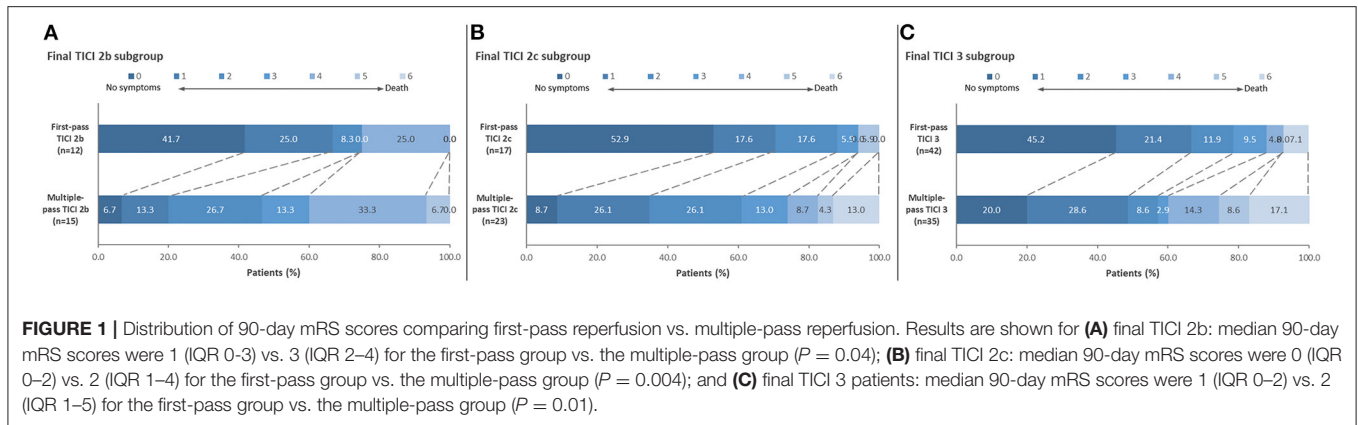 A
Final TICI 2b subgroup
0 1 2 3 4 5 6
No symptoms Death
First-pass
TICI 2b
(n=12)
41.7 25.0 8.3 0.0 25.0 0.0
Multiple-
pass TICI 2b
(n=15)
6.7 13.3 26.7 13.3 33.3 6.7 0.0
0.0 20.0 40.0 60.0 80.0 100.0
Patients (%)
B
Final TICI 2c subgroup
0 1 2 3 4 5 6
No symptoms Death
First-pass
TICI 2c
(n=17)
52.9 17.6 17.6 5.9 0.0 5.9 0.0
Multiple-
pass TICI 2c
(n=23)
8.7 26.1 26.1 13.0 8.7 4.3 13.0
0.0 20.0 40.0 60.0 80.0 100.0
Patients (%)
C
Final TICI 3 subgroup
0 1 2 3 4 5 6
No symptoms Death
First-pass
TICI 3
(n=42)
45.2 21.4 11.9 9.5 4.8 0.0 7.1
Multiple-
pass TICI 3
(n=35)
20.0 28.6 8.6 2.9 14.3 8.6 17.1
0.0 20.0 40.0 60.0 80.0 100.0
Patients (%)
FIGURE 1 | Distribution of 90-day mRS scores comparing first-pass reperfusion vs. multiple-pass reperfusion. Results are shown for (A) final TICI 2b: median 90-day
mRS scores were 1 (IQR 0-3) vs. 3 (IQR 2–4) for the first-pass group vs. the multiple-pass group (P = 0.04); (B) final TICI 2c: median 90-day mRS scores were 0 (IQR
0–2) vs. 2 (IQR 1–4) for the first-pass group vs. the multiple-pass group (P = 0.004); and (C) final TICI 3 patients: median 90-day mRS scores were 1 (IQR 0–2) vs. 2
(IQR 1–5) for the first-pass group vs. the multiple-pass group (P = 0.01).